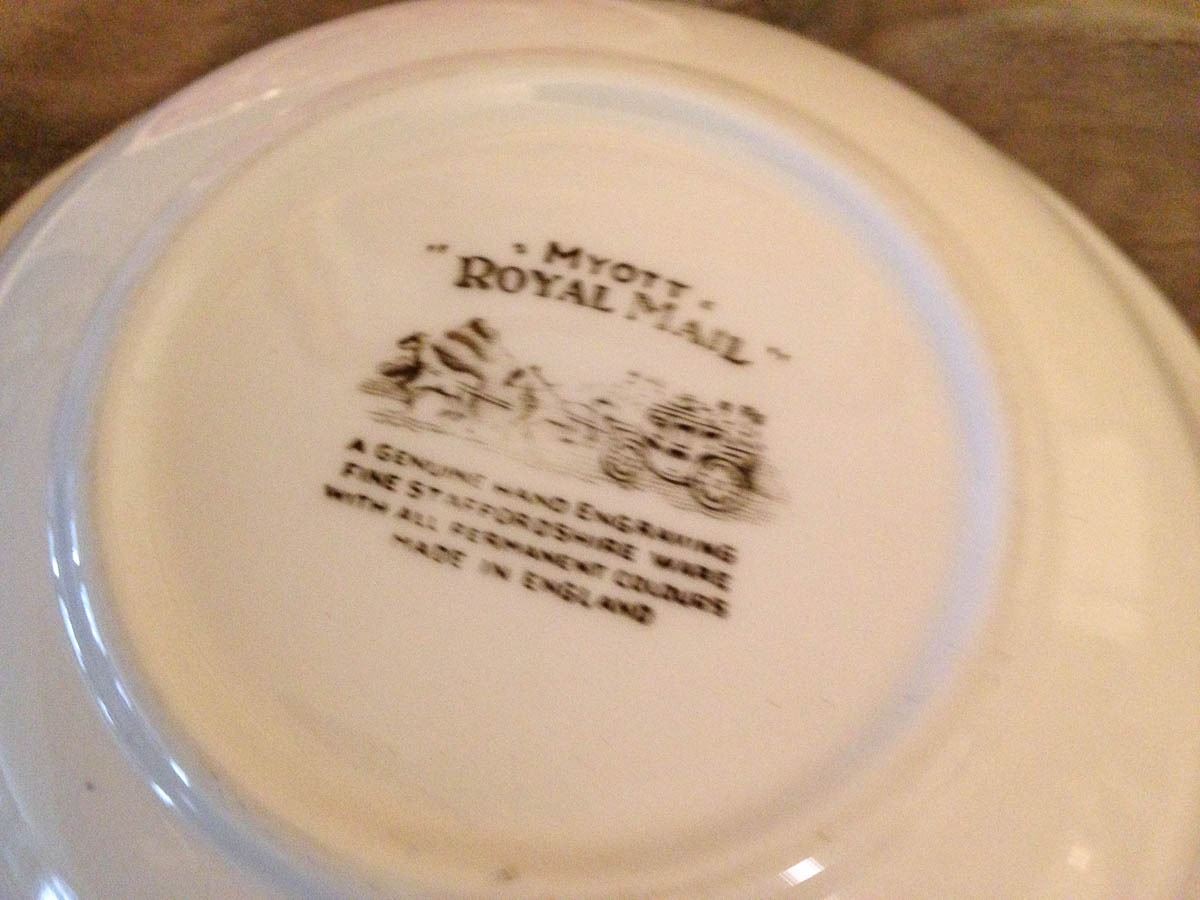 "MYOTT"
"ROYAL MAIL"
A GENUINE HAND ENGRAVING
FINE STAFFORDSHIRE WARE
WITH ALL PERMANENT COLOURS
MADE IN ENGLAND